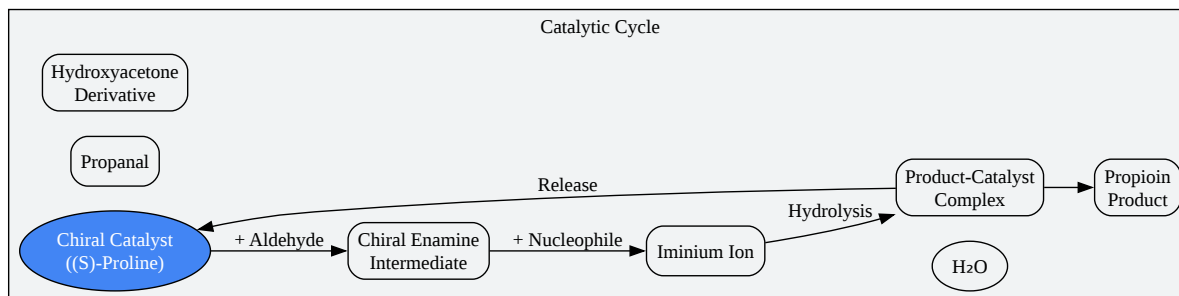 Catalytic Cycle
Hydroxyacetone
Derivative
Propanal
Chiral Catalyst
((S)-Proline)
+ Aldehyde
Chiral Enamine
Intermediate
+ Nucleophile
Iminium Ion
Release
Hydrolysis
Product-Catalyst
Complex
Propioin
Product
H₂O